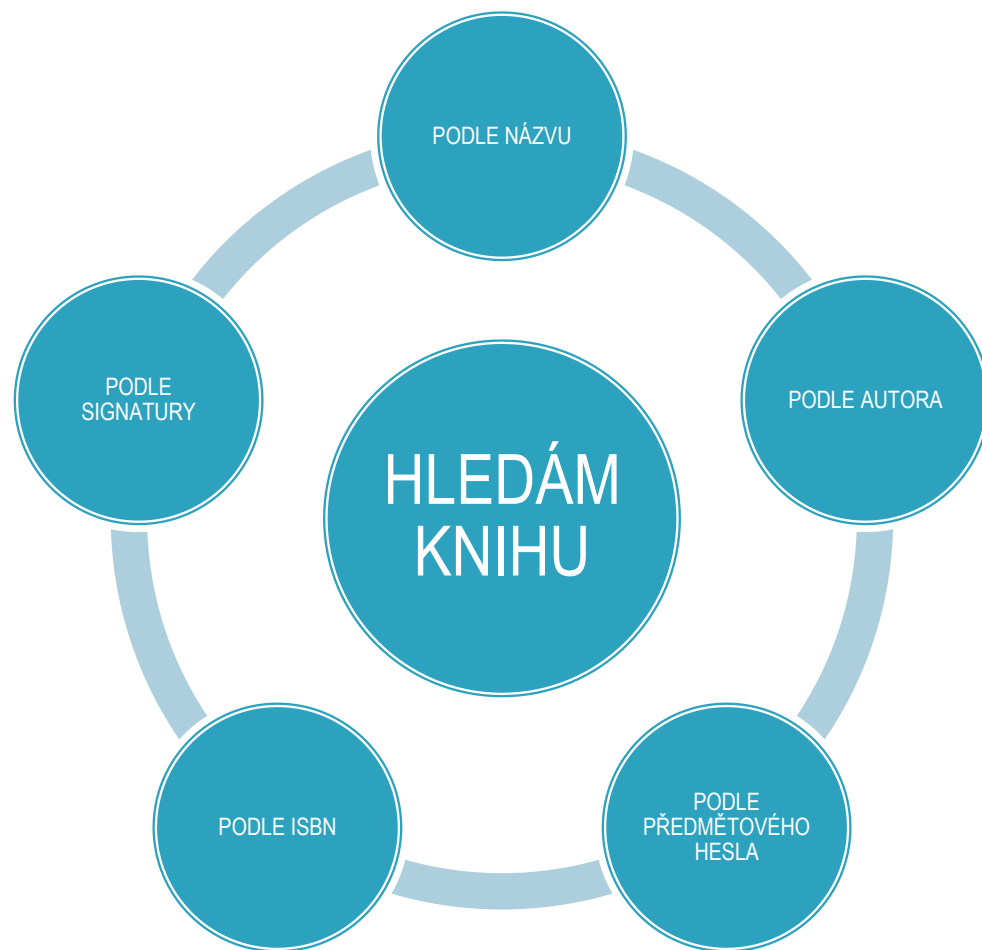 PODLE NÁZVU
PODLE AUTORA
PODLE
PŘEDMĚTOVÉHO
HESLA
PODLE ISBN
PODLE
SIGNATURY
HLEDÁM
KNIHU